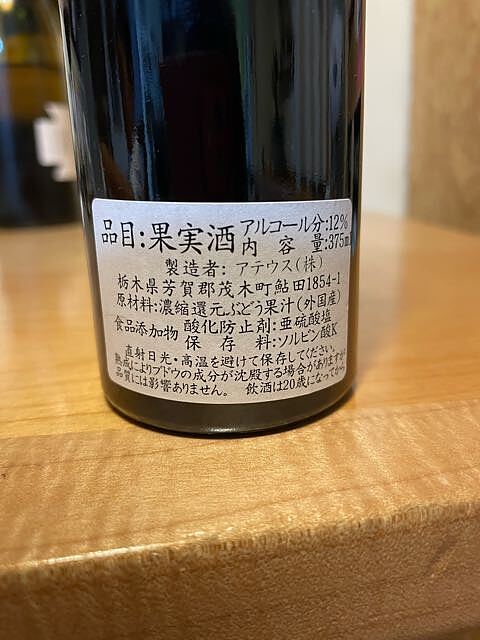 品目:果実酒 アルコール分:12%
内容量:375m
製造者:アテウス(株)
栃木県芳賀郡茂木町鮎田1854-1
原材料:濃縮還元ぶどう果汁(外国産)
食品添加物 酸化防止剤:亜硫酸塩
保存料:ソルビン酸K
直射日光・高温を避けて保存してください。
熟成によりブドウの成分が沈殿する場合がありますが
品質には影響ありません。 飲酒は20歳になってから。